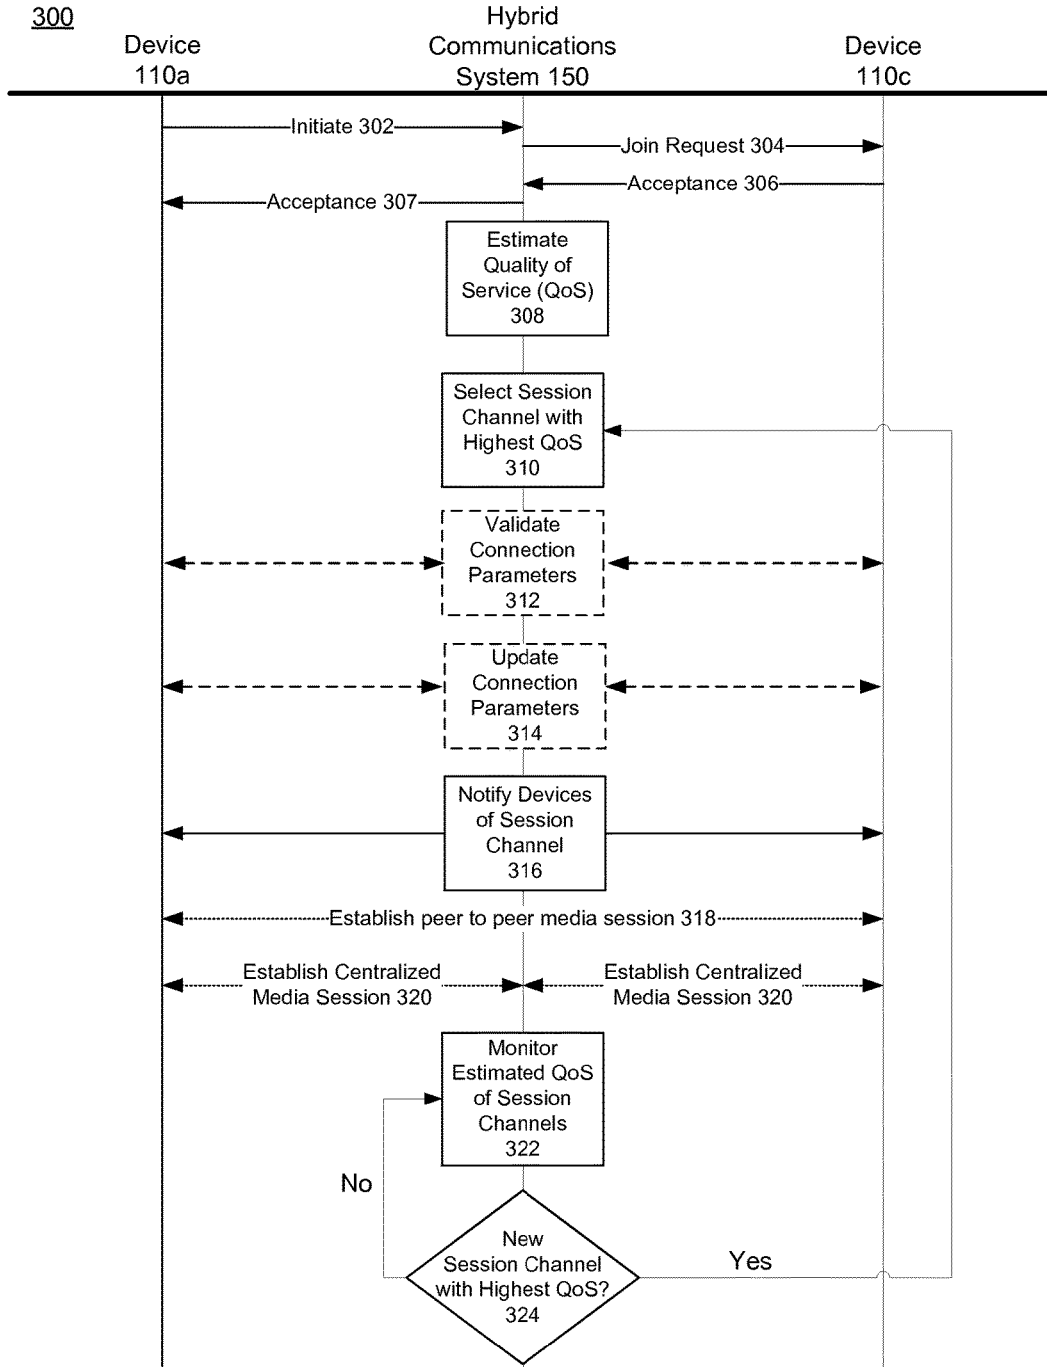 300
Device
110a
Hybrid
Communications
System 150
Device
110c
Initiate 302
Join Request 304
Acceptance 306
Acceptance 307
Estimate
Quality of
Service (QoS)
308
Select Session
Channel with
Highest QoS
310
Validate
Connection
Parameters
312
Update
Connection
Parameters
314
Notify Devices
of Session
Channel
316
Establish peer to peer media session 318
Establish Centralized
Media Session 320
Establish Centralized
Media Session 320
Monitor
Estimated QoS
of Session
Channels
322
No
New
Session Channel
with Highest QoS?
324
Yes